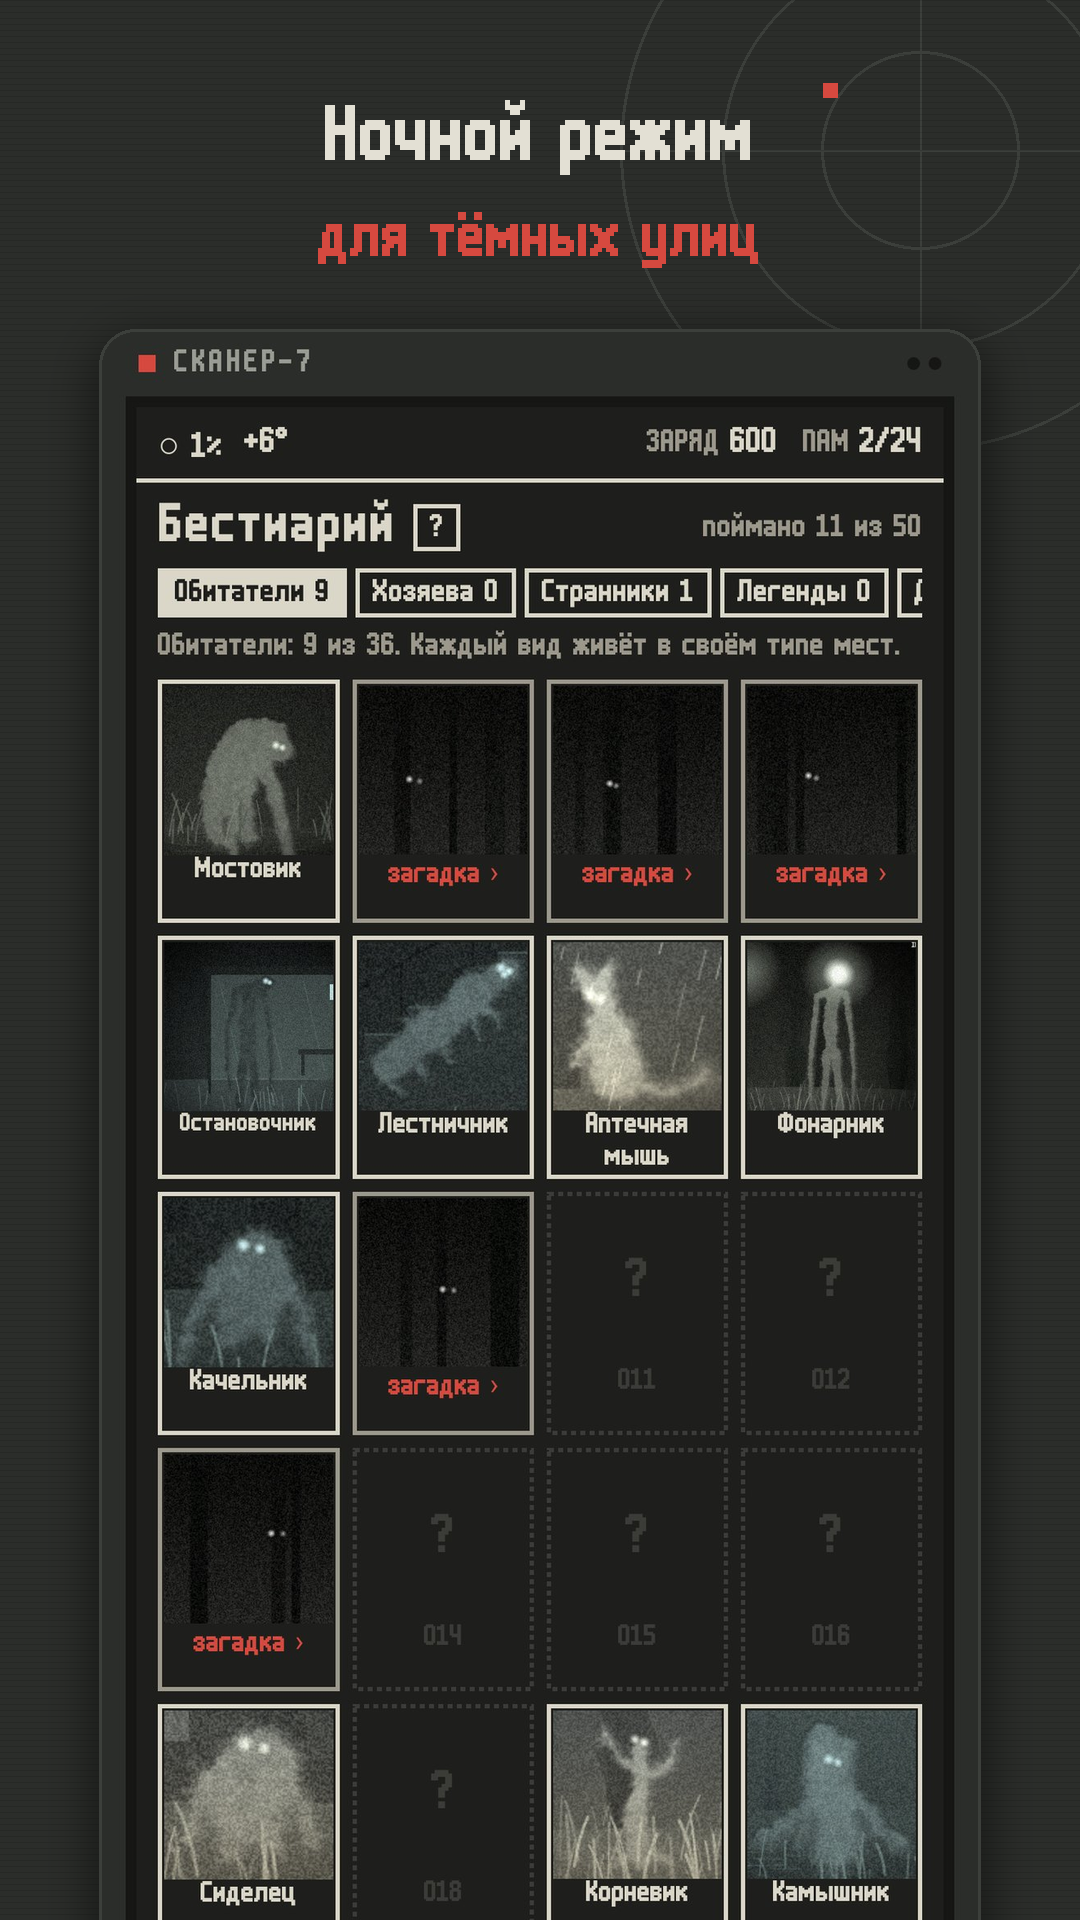 Ночной режим
для тёмных улиц
СКАНЕР-7
○ 1% +6° ЗАРЯД 600 ПАМ 2/24
Бестиарий ? поймано 11 из 50
Обитатели 9 Хозяева 0 Странники 1 Легенды 0
Обитатели: 9 из 36. Каждый вид живёт в своём типе мест.
Мостовик загадка › загадка › загадка ›
Остановочник Лестничник Аптечная мышь Фонарник
? ?
Качельник загадка › 011 012
? ? ?
загадка › 014 015 016
?
Сиделец 018 Корневик Камышник